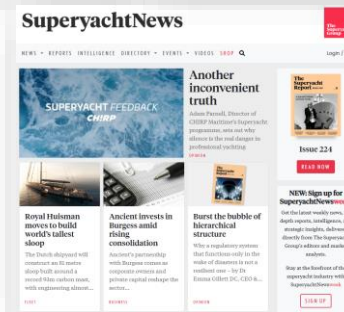 SuperyachtNews
The
Superyacht
Group
NEWS REPORTS INTELLIGENCE DIRECTORY EVENTS VIDEOS SHOP
Login /
SUPERYACHT FEEDBACK
CHIRP
Another
inconvenient
truth
Adam Parnell, Director of
CHIRP Maritime's Superyacht
programme, sets out why
silence is the real danger in
professional yachting
OPINION
The
Superyacht
Report
Issue 224
READ NOW
Royal Huisman
moves to build
world's tallest
sloop
The Dutch shipyard will
construct an 85 metre
sloop built around a
record 93m carbon mast,
with engineering almost...
FLEET
Ancient invests in
Burgess amid
rising
consolidation
Ancient's partnership
with Burgess comes as
corporate owners and
private capital reshape the
sector...
BUSINESS
Burst the bubble of
hierarchical
structure
Why a regulatory system
that functions only in the
wake of disasters is not a
resilient one – by Dr
Emma Gillett DC, CEO &...
OPINION
NEW: Sign up for
SuperyachtNewsweek
Get the latest weekly news,
depth reports, intelligence,
strategic insights, delivered
directly from The Superyacht
Group's editors and market
analysts.
Stay at the forefront of the
superyacht industry with
SuperyachtNewsweek
SIGN UP